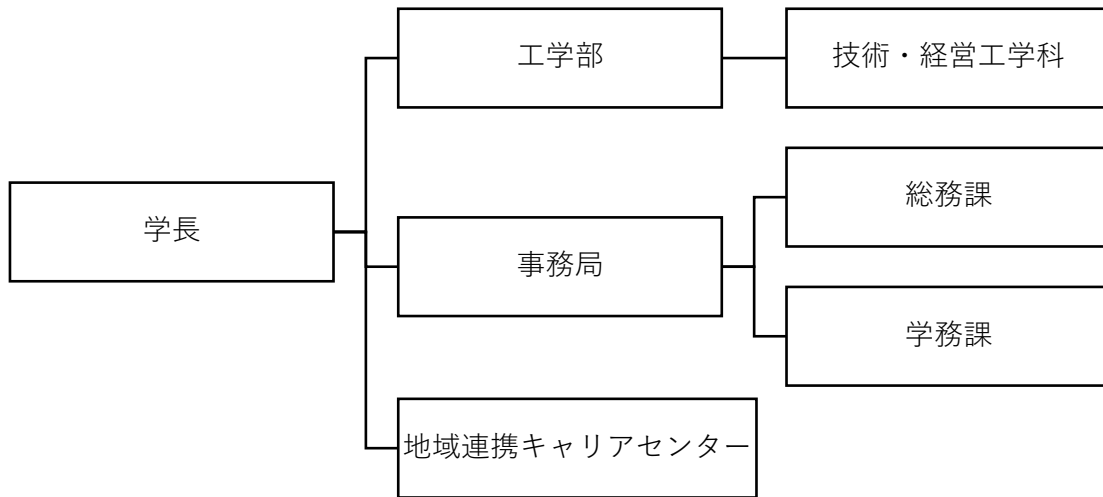 工学部
技術・経営工学科
総務課
学長
事務局
学務課
地域連携キャリアセンター